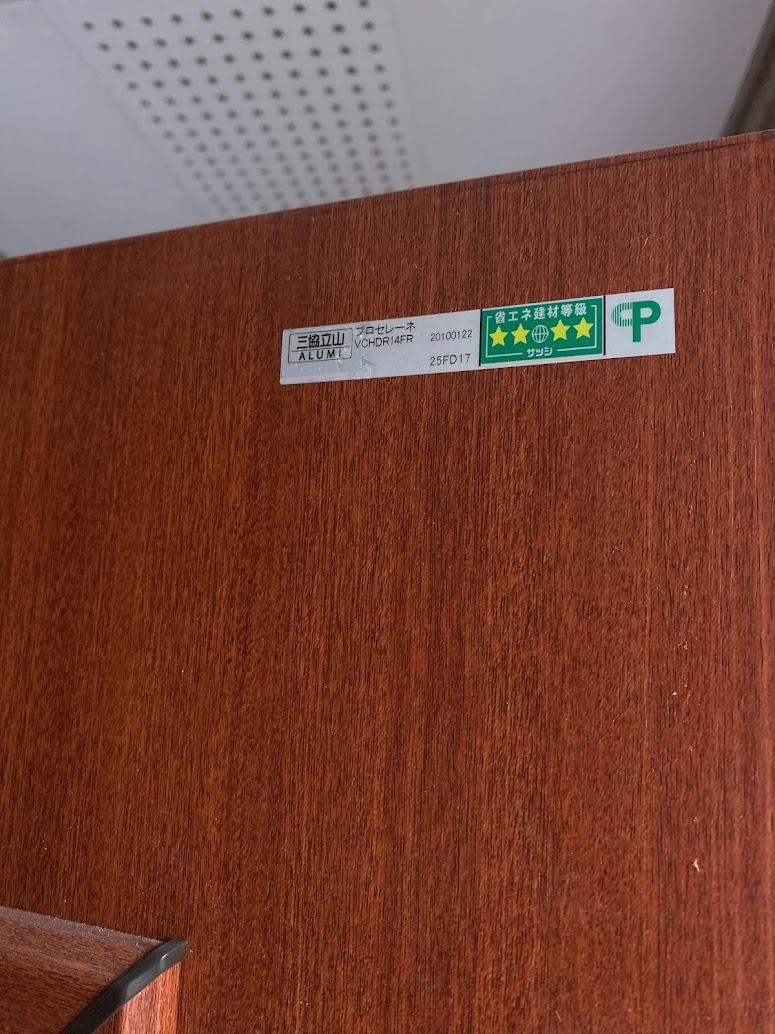 三協立山
ALUMI
プロセレーネ
VCHDR14FR
20100122
25FD17
省エネ建材等級
サッシ
CP